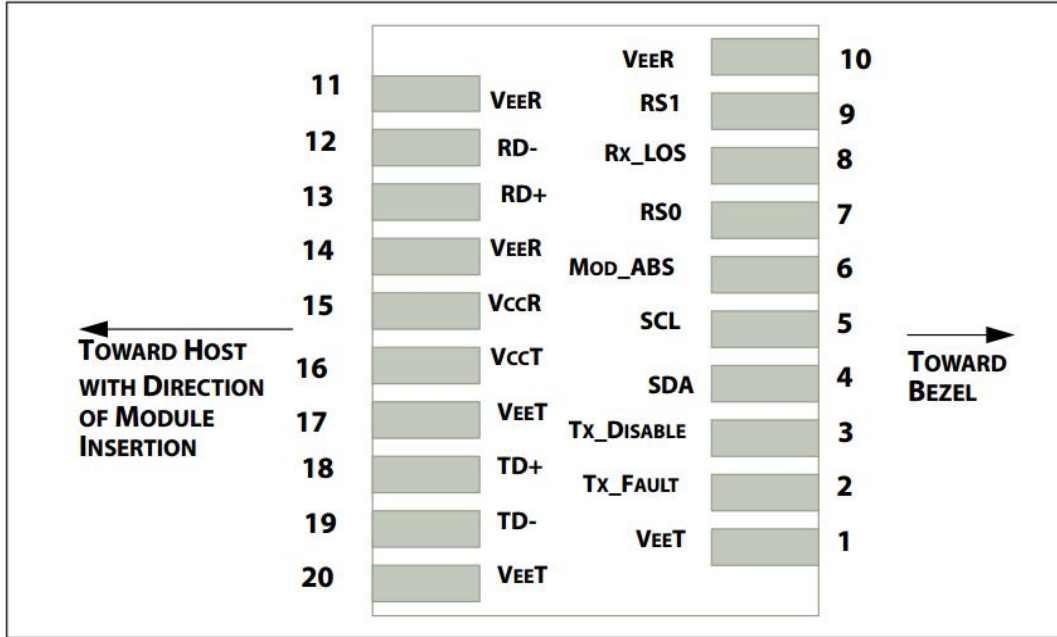 11 VEER
12 RD-
13 RD+
14 VEER
15 VCCR
16 VCCT
17 VEET
18 TD+
19 TD-
20 VEET
VEER 10
RS1 9
RX_LOS 8
RS0 7
MOD_ABS 6
SCL 5
SDA 4
TX_DISABLE 3
TX_FAULT 2
VEET 1
TOWARD HOST
WITH DIRECTION
OF MODULE
INSERTION
TOWARD
BEZEL